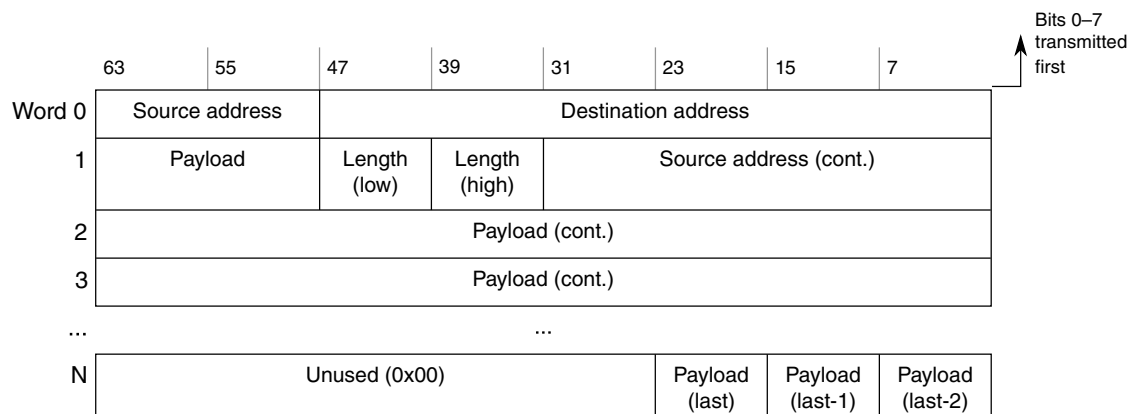 Bits 0–7
transmitted
first
63 55 47 39 31 23 15 7
Word 0 Source address Destination address
1 Payload Length Length Source address (cont.)
(low) (high)
2 Payload (cont.)
3 Payload (cont.)
... ...
N Unused (0x00) Payload Payload Payload
(last) (last-1) (last-2)